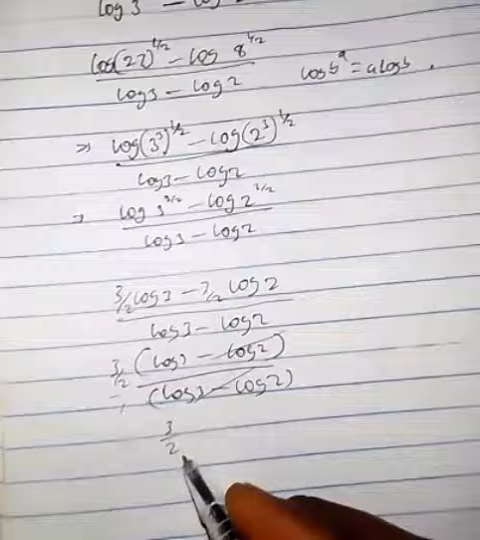 log 3 –
log(27)^1/2 – log 8^1/2
log3 – log2
log b^a = a log b .
=> log(3^3)^1/2 – log(2^3)^1/2
log3 – log2
=> log 3^3/2 – log 2^3/2
log3 – log2
3/2 log3 – 3/2 log2
log3 – log2
3/2 (log3 – log2)
(log3 – log2)
3/2